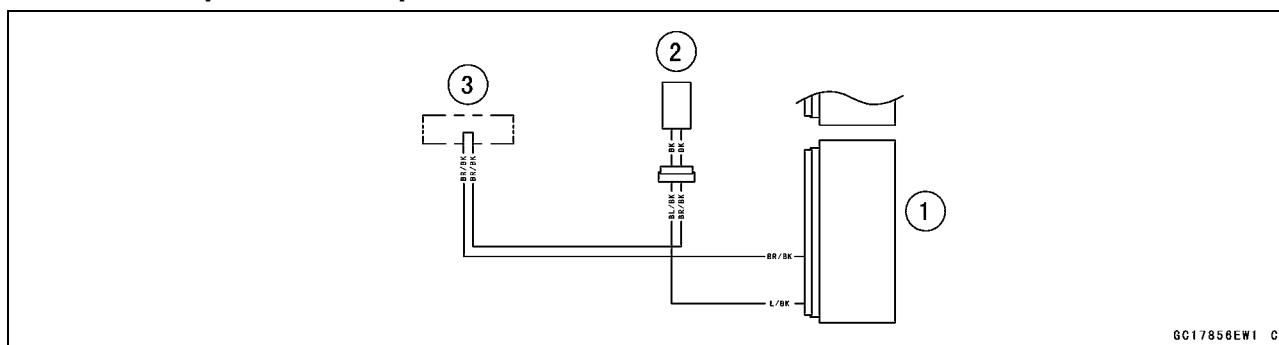 2
3
BK BK
BR/BK BR/BK
BL/BK BR/BK
1
BR/BK
L/BK
GC17856EW1 C